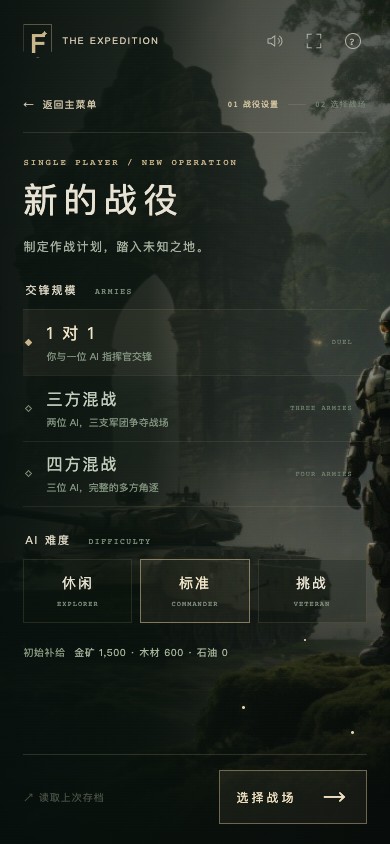 F THE EXPEDITION ?
← 返回主菜单 01 战役设置 02 选择战场
SINGLE PLAYER / NEW OPERATION
新的战役
制定作战计划，踏入未知之地。
交锋规模 ARMIES
1 对 1 DUEL
你与一位 AI 指挥官交锋
三方混战 THREE ARMIES
两位 AI，三支军团争夺战场
四方混战 FOUR ARMIES
三位 AI，完整的多方角逐
AI 难度 DIFFICULTY
休闲 标准 挑战
EXPLORER COMMANDER VETERAN
初始补给 金矿 1,500 · 木材 600 · 石油 0
↗ 读取上次存档 选择战场 →